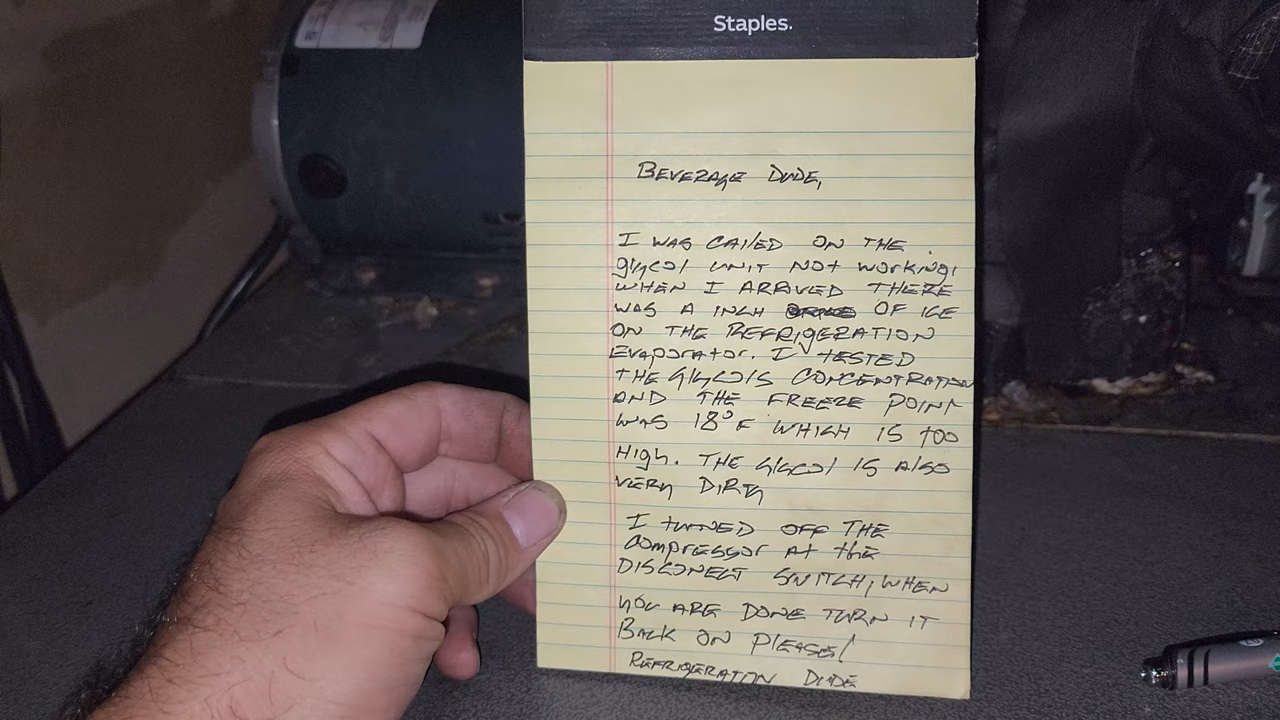 Staples.
BEVERAGE DUDE,
I WAS CAllED ON THE
glycol UNIT NOT WORKING.
WHEN I ARRIVED THERE
WAS A INCH OF ICE
ON THE REFRIGERATION
EVAporator. I TESTED
THE GlycolS CONCENTRATION
AND THE FREEZE POINT
WAS 18° F WHICH IS TOO
HIgH. THE Glycol IS AlSO
VERy DIRTy
I TURNED OFF THE
COMPRESSOr At tHE
DISCONECT SWITCH, WHEN
yOU ARE DONE TURN IT
BACK ON PlEASE!
REFRIGERATION DUDE